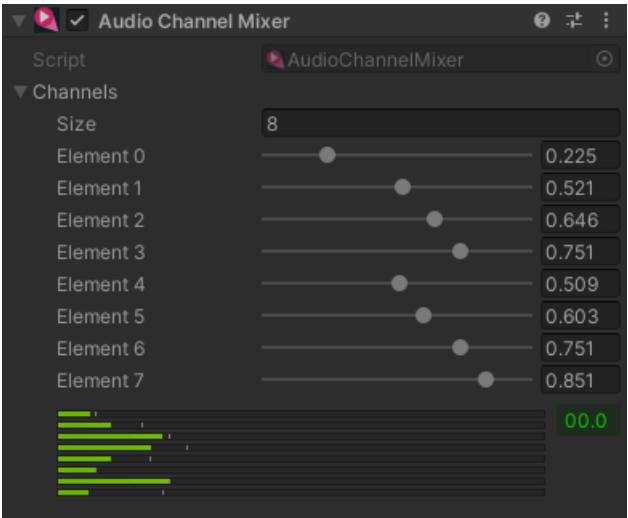 Audio Channel Mixer
Script AudioChannelMixer
Channels
Size 8
Element 0 0.225
Element 1 0.521
Element 2 0.646
Element 3 0.751
Element 4 0.509
Element 5 0.603
Element 6 0.751
Element 7 0.851
00.0